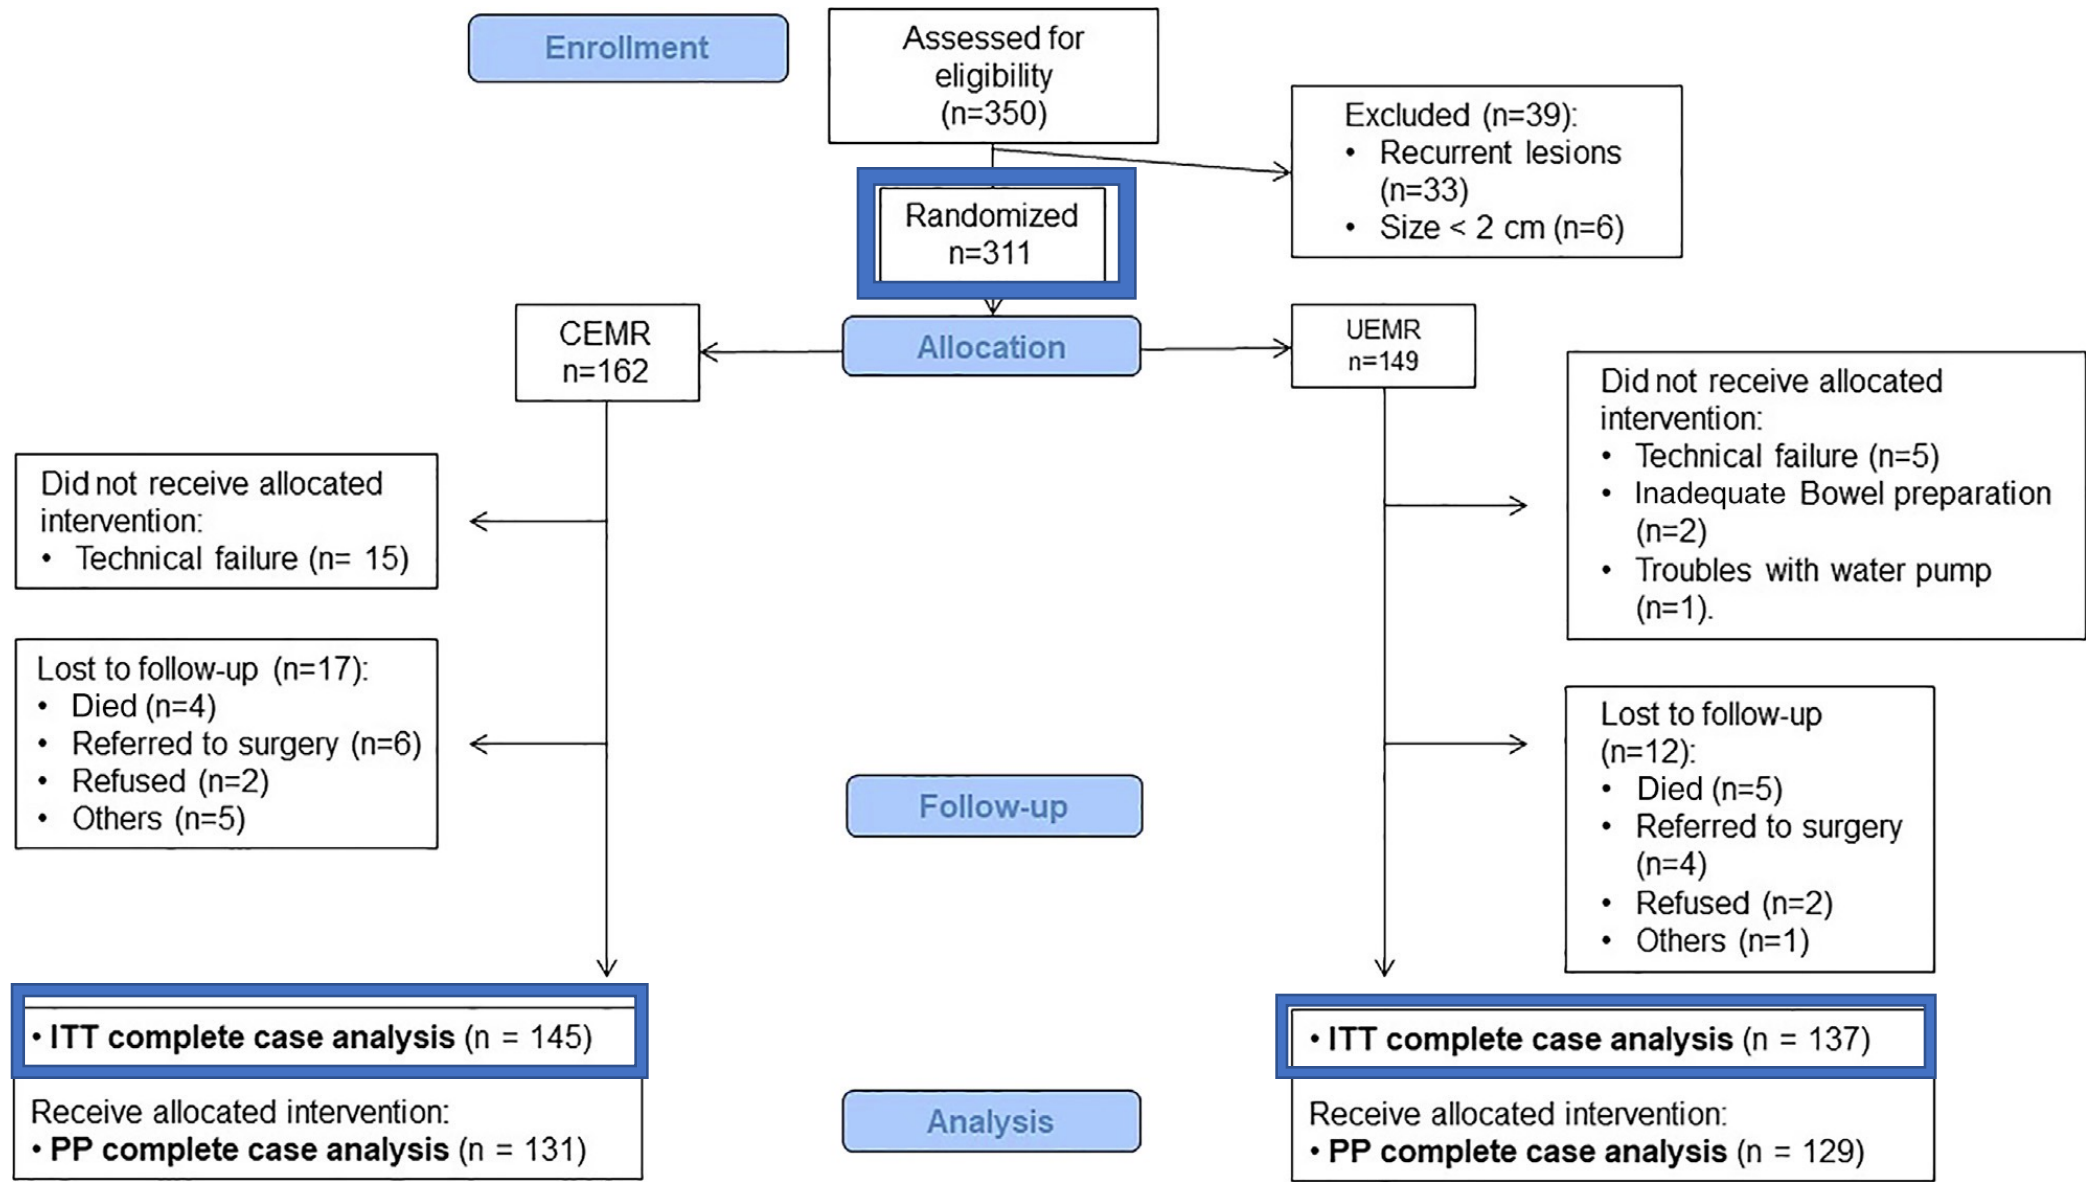 Enrollment
Assessed for
eligibility
(n=350)
Excluded (n=39):
• Recurrent lesions
(n=33)
• Size < 2 cm (n=6)
Randomized
n=311
CEMR
n=162
Allocation
UEMR
n=149
Did not receive allocated
intervention:
• Technical failure (n= 15)
Did not receive allocated
intervention:
• Technical failure (n=5)
• Inadequate Bowel preparation
(n=2)
• Troubles with water pump
(n=1).
Lost to follow-up (n=17):
• Died (n=4)
• Referred to surgery (n=6)
• Refused (n=2)
• Others (n=5)
Follow-up
Lost to follow-up
(n=12):
• Died (n=5)
• Referred to surgery
(n=4)
• Refused (n=2)
• Others (n=1)
• ITT complete case analysis (n = 145)
Receive allocated intervention:
• PP complete case analysis (n = 131)
Analysis
• ITT complete case analysis (n = 137)
Receive allocated intervention:
• PP complete case analysis (n = 129)